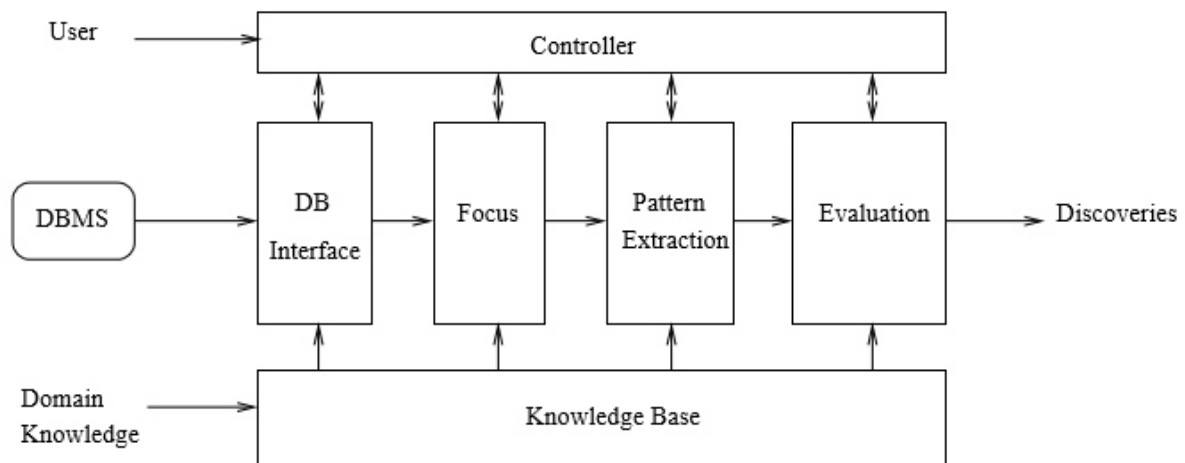 User
Controller
DBMS
DB
Interface
Focus
Pattern
Extraction
Evaluation
Discoveries
Domain
Knowledge
Knowledge Base